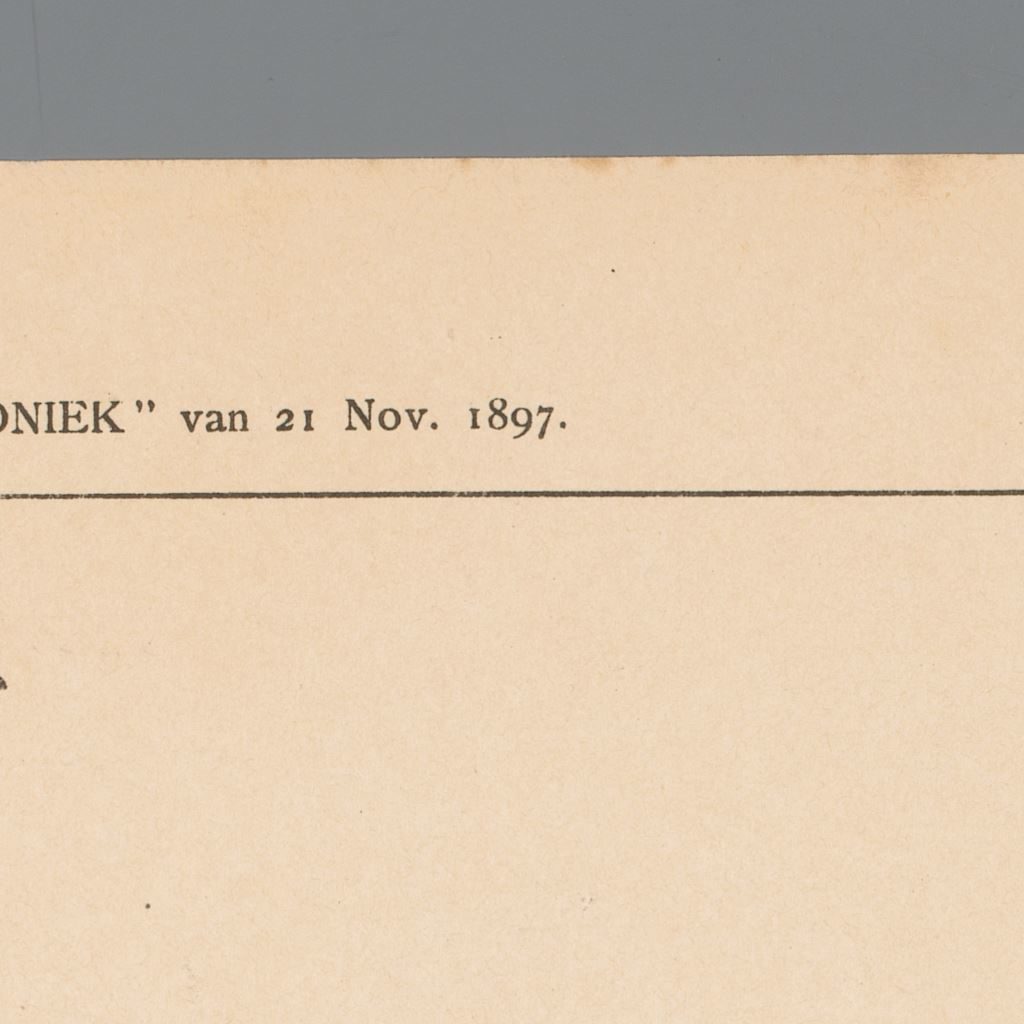 ONIEK" van 21 Nov. 1897.